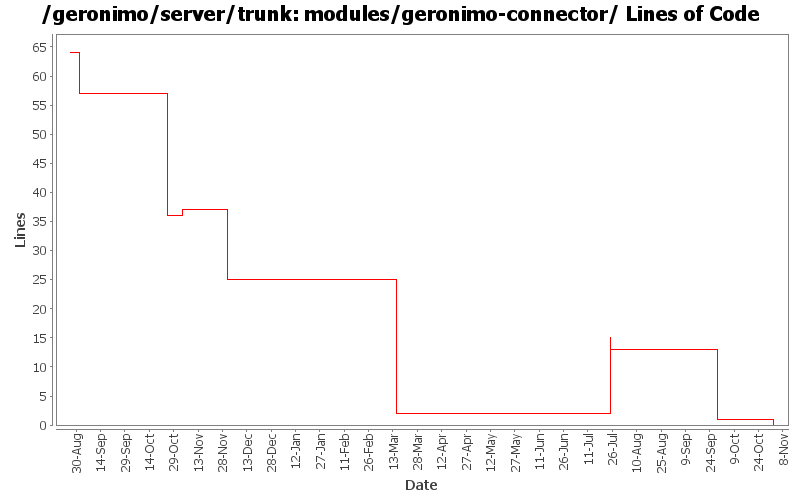 /geronimo/server/trunk: modules/geronimo-connector/ Lines of Code
Lines
65
60
55
50
45
40
35
30
25
20
15
10
5
0
30-Aug
14-Sep
29-Sep
14-Oct
29-Oct
13-Nov
28-Nov
13-Dec
28-Dec
12-Jan
27-Jan
11-Feb
26-Feb
13-Mar
28-Mar
12-Apr
27-Apr
12-May
27-May
11-Jun
26-Jun
11-Jul
26-Jul
10-Aug
25-Aug
9-Sep
24-Sep
9-Oct
24-Oct
8-Nov
Date